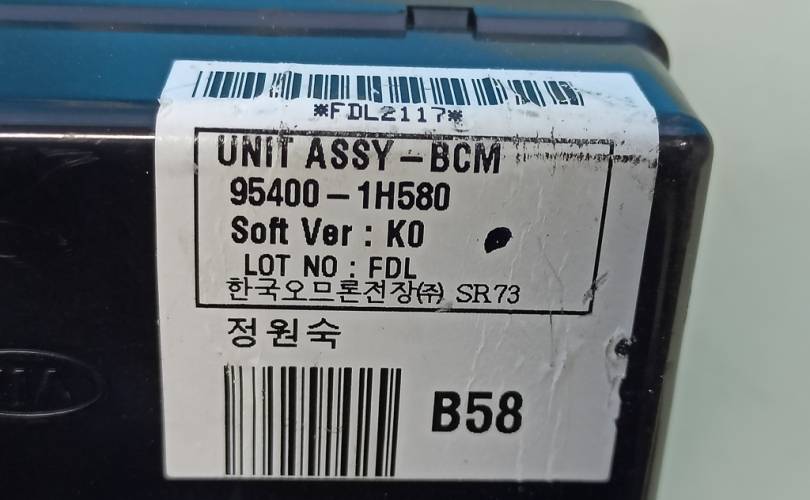 *FDL2117*
UNIT ASSY-BCM
95400-1H580
Soft Ver : K0
LOT NO : FDL
한국오므론전장㈜ SR73
정원숙
B58
KIA